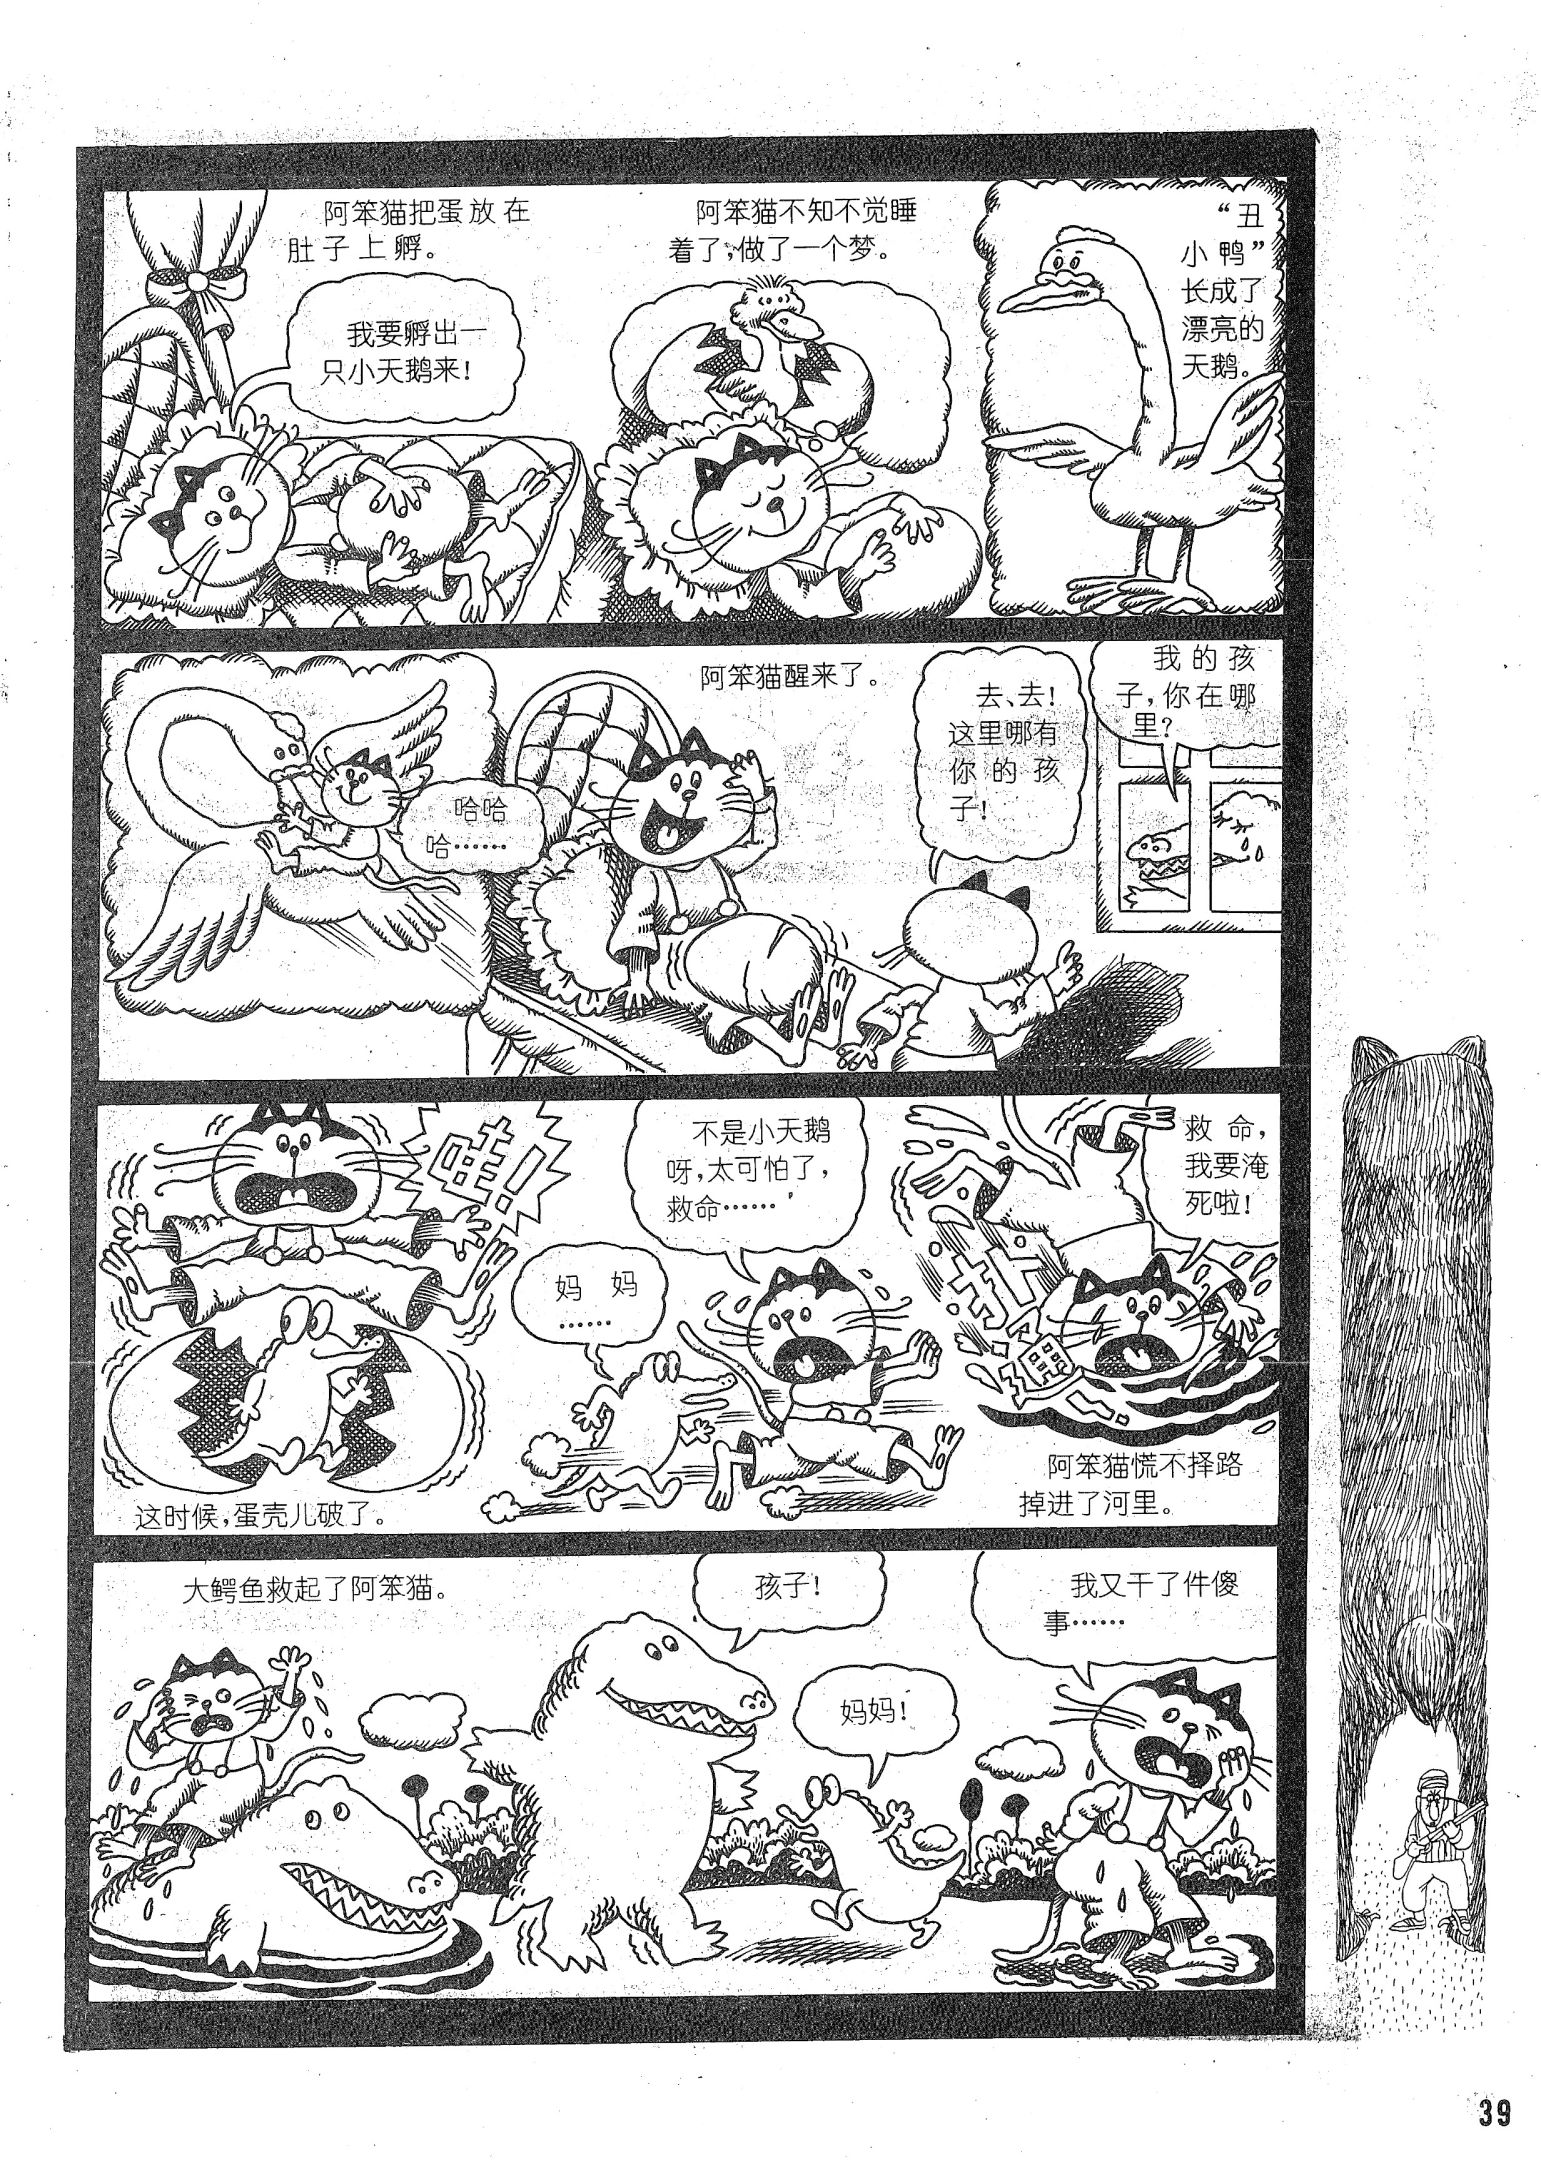 阿笨猫把蛋放在
肚子上孵。
我要孵出一
只小天鹅来！
阿笨猫不知不觉睡
着了，做了一个梦。
“丑
小鸭”
长成了
漂亮的
天鹅。
哈哈
哈……
阿笨猫醒来了。
去、去！
这里哪有
你的孩
子！
我的孩
子，你在哪
里？
哇！
这时候，蛋壳儿破了。
妈妈
……
不是小天鹅
呀，太可怕了，
救命……
救命，
我要淹
死啦！
扑通
阿笨猫慌不择路
掉进了河里。
大鳄鱼救起了阿笨猫。
孩子！
妈妈！
我又干了件傻
事……
39